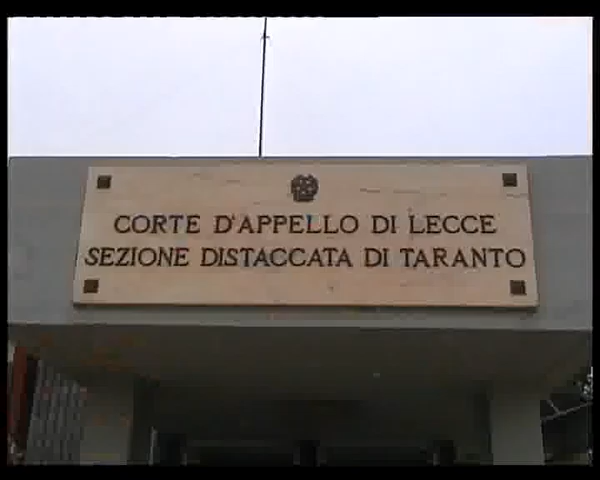 CORTE D'APPELLO DI LECCE
SEZIONE DISTACCATA DI TARANTO